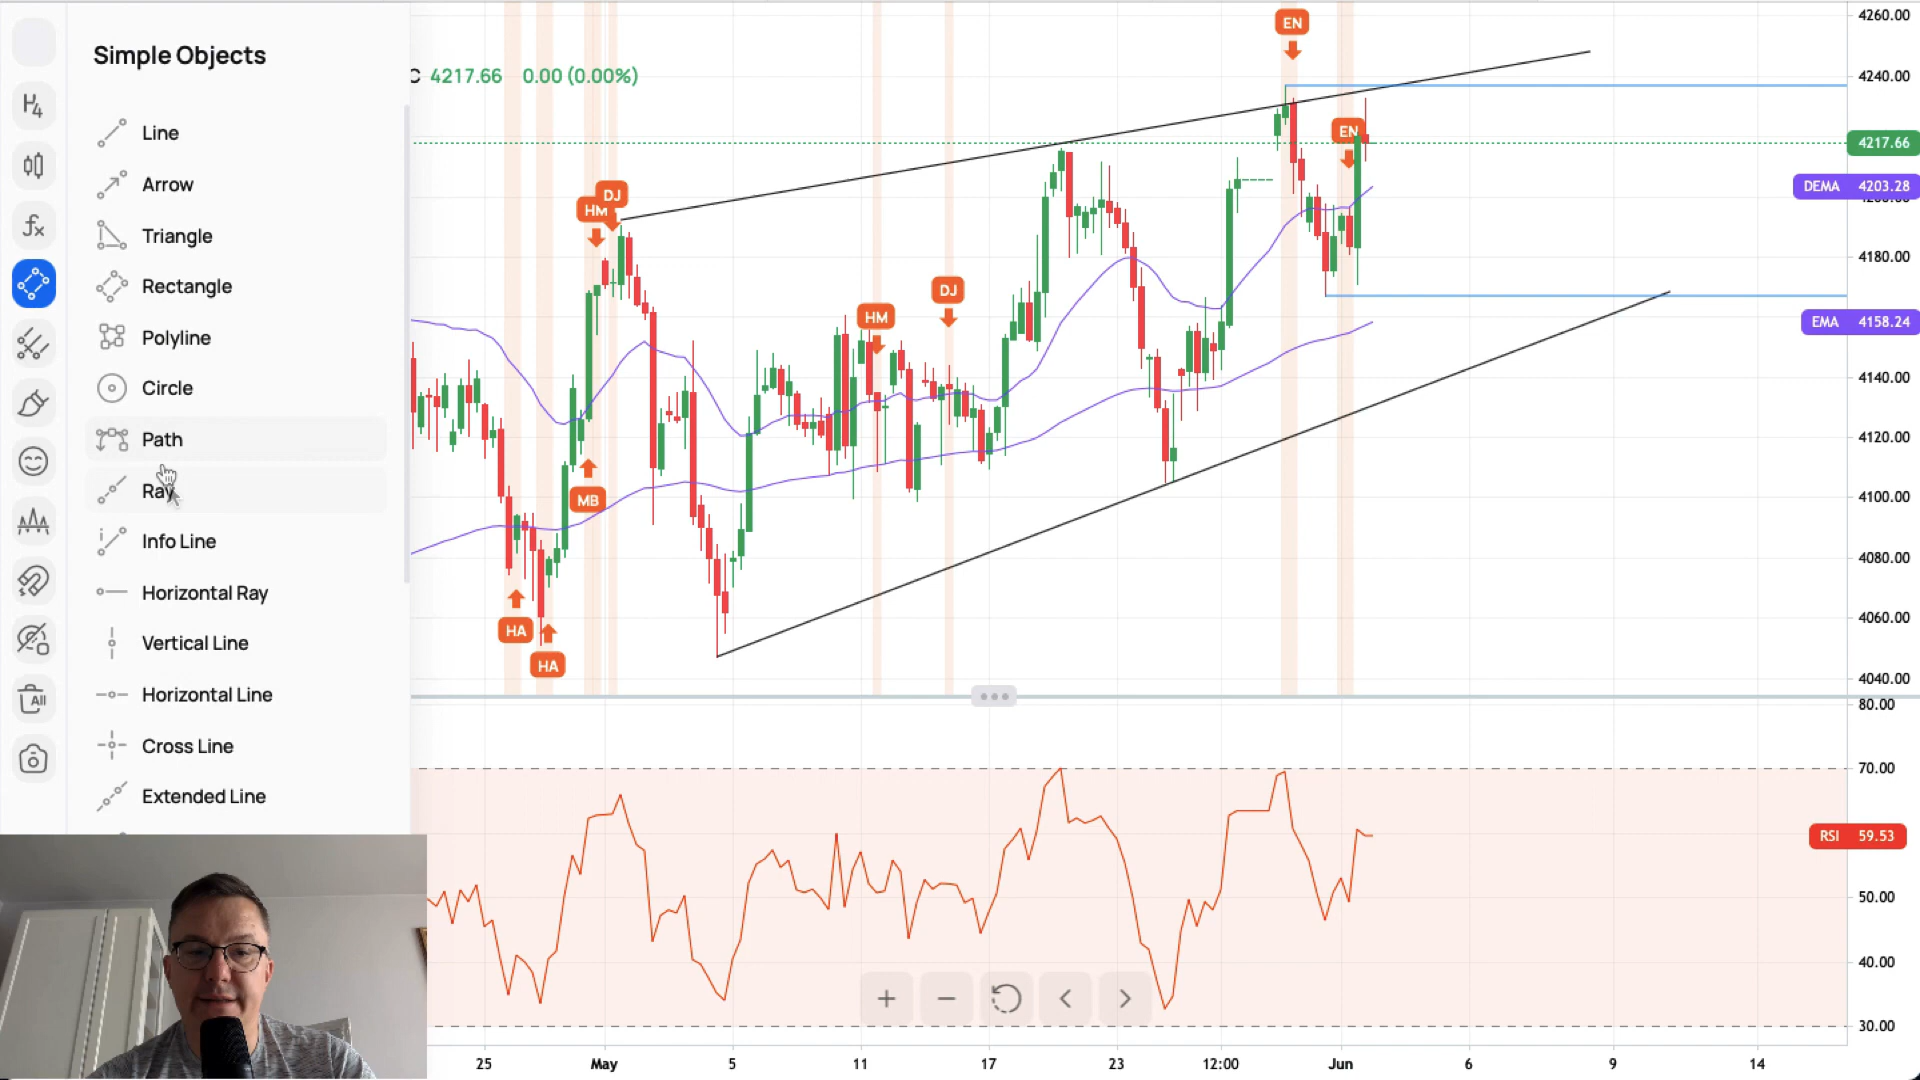 Simple Objects
Line
Arrow
Triangle
Rectangle
Polyline
Circle
Path
Ray
Info Line
Horizontal Ray
Vertical Line
Horizontal Line
Cross Line
Extended Line
H4
fx
All
C 4217.66 0.00 (0.00%)
EN
EN
DJ
HM
DJ
HM
MB
HA
HA
4260.00
4240.00
4217.66
DEMA 4203.28
4180.00
EMA 4158.24
4140.00
4120.00
4100.00
4080.00
4060.00
4040.00
80.00
70.00
RSI 59.53
50.00
40.00
30.00
25 May 5 11 17 23 12:00 Jun 6 9 14